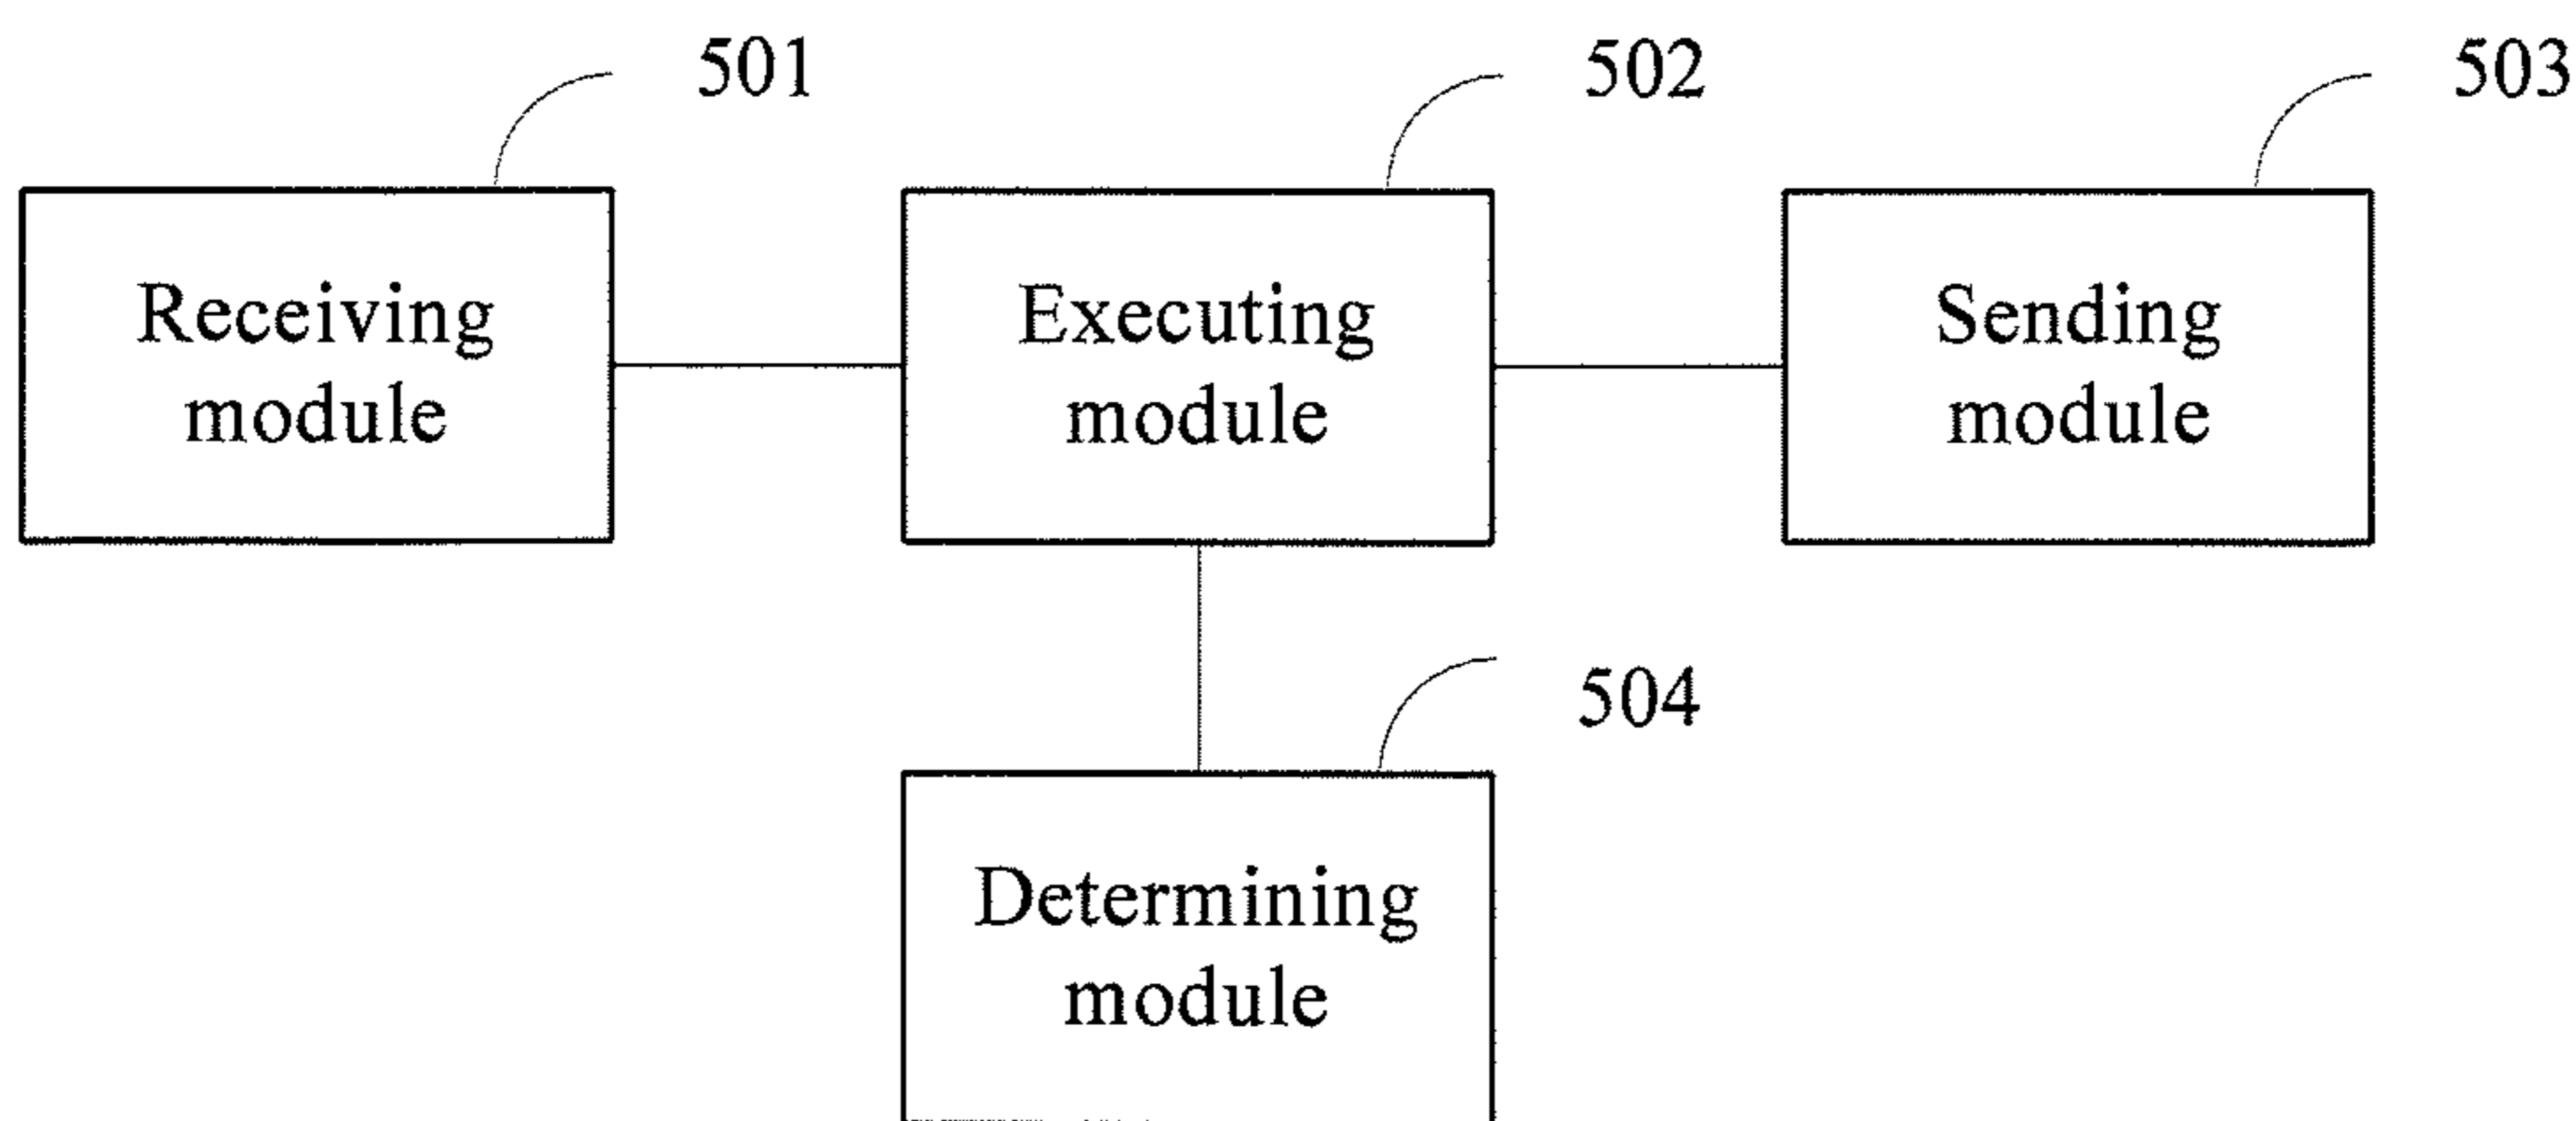 501
502
503
Receiving
module
Executing
module
Sending
module
504
Determining
module